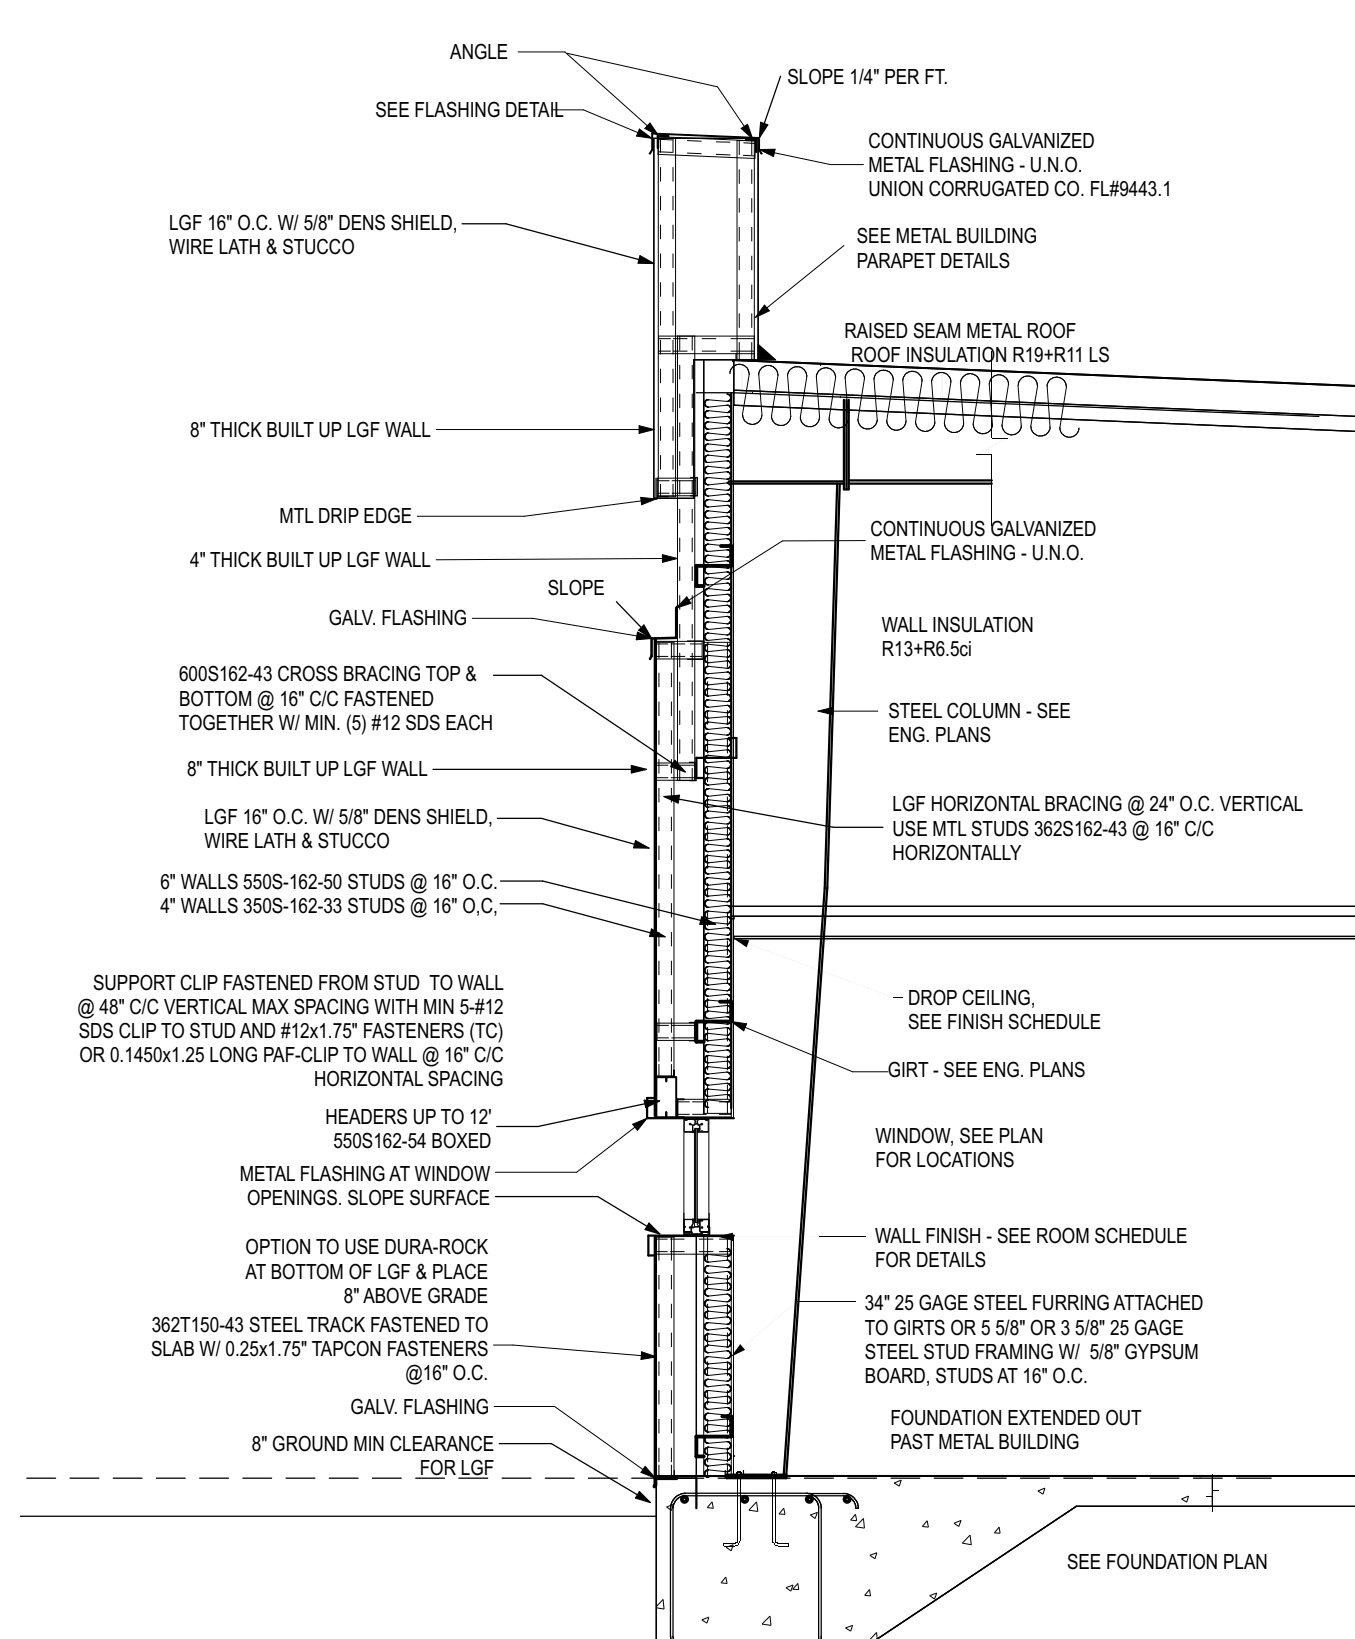 ANGLE
SLOPE 1/4" PER FT.
SEE FLASHING DETAIL
CONTINUOUS GALVANIZED
METAL FLASHING - U.N.O.
UNION CORRUGATED CO. FL#9443.1
LGF 16" O.C. W/ 5/8" DENS SHIELD,
WIRE LATH & STUCCO
SEE METAL BUILDING
PARAPET DETAILS
RAISED SEAM METAL ROOF
ROOF INSULATION R19+R11 LS
8" THICK BUILT UP LGF WALL
MTL DRIP EDGE
CONTINUOUS GALVANIZED
METAL FLASHING - U.N.O.
4" THICK BUILT UP LGF WALL
SLOPE
GALV. FLASHING
WALL INSULATION
R13+R6.5ci
600S162-43 CROSS BRACING TOP &
BOTTOM @ 16" C/C FASTENED
TOGETHER W/ MIN. (5) #12 SDS EACH
STEEL COLUMN - SEE
ENG. PLANS
8" THICK BUILT UP LGF WALL
LGF HORIZONTAL BRACING @ 24" O.C. VERTICAL
USE MTL STUDS 362S162-43 @ 16" C/C
HORIZONTALLY
LGF 16" O.C. W/ 5/8" DENS SHIELD,
WIRE LATH & STUCCO
6" WALLS 550S-162-50 STUDS @ 16" O.C.
4" WALLS 350S-162-33 STUDS @ 16" O,C,
SUPPORT CLIP FASTENED FROM STUD TO WALL
@ 48" C/C VERTICAL MAX SPACING WITH MIN 5-#12
SDS CLIP TO STUD AND #12x1.75" FASTENERS (TC)
OR 0.1450x1.25 LONG PAF-CLIP TO WALL @ 16" C/C
HORIZONTAL SPACING
DROP CEILING,
SEE FINISH SCHEDULE
GIRT - SEE ENG. PLANS
HEADERS UP TO 12'
550S162-54 BOXED
WINDOW, SEE PLAN
FOR LOCATIONS
METAL FLASHING AT WINDOW
OPENINGS. SLOPE SURFACE
WALL FINISH - SEE ROOM SCHEDULE
FOR DETAILS
OPTION TO USE DURA-ROCK
AT BOTTOM OF LGF & PLACE
8" ABOVE GRADE
34" 25 GAGE STEEL FURRING ATTACHED
TO GIRTS OR 5 5/8" OR 3 5/8" 25 GAGE
STEEL STUD FRAMING W/ 5/8" GYPSUM
BOARD, STUDS AT 16" O.C.
362T150-43 STEEL TRACK FASTENED TO
SLAB W/ 0.25x1.75" TAPCON FASTENERS
@16" O.C.
GALV. FLASHING
FOUNDATION EXTENDED OUT
PAST METAL BUILDING
8" GROUND MIN CLEARANCE
FOR LGF
SEE FOUNDATION PLAN